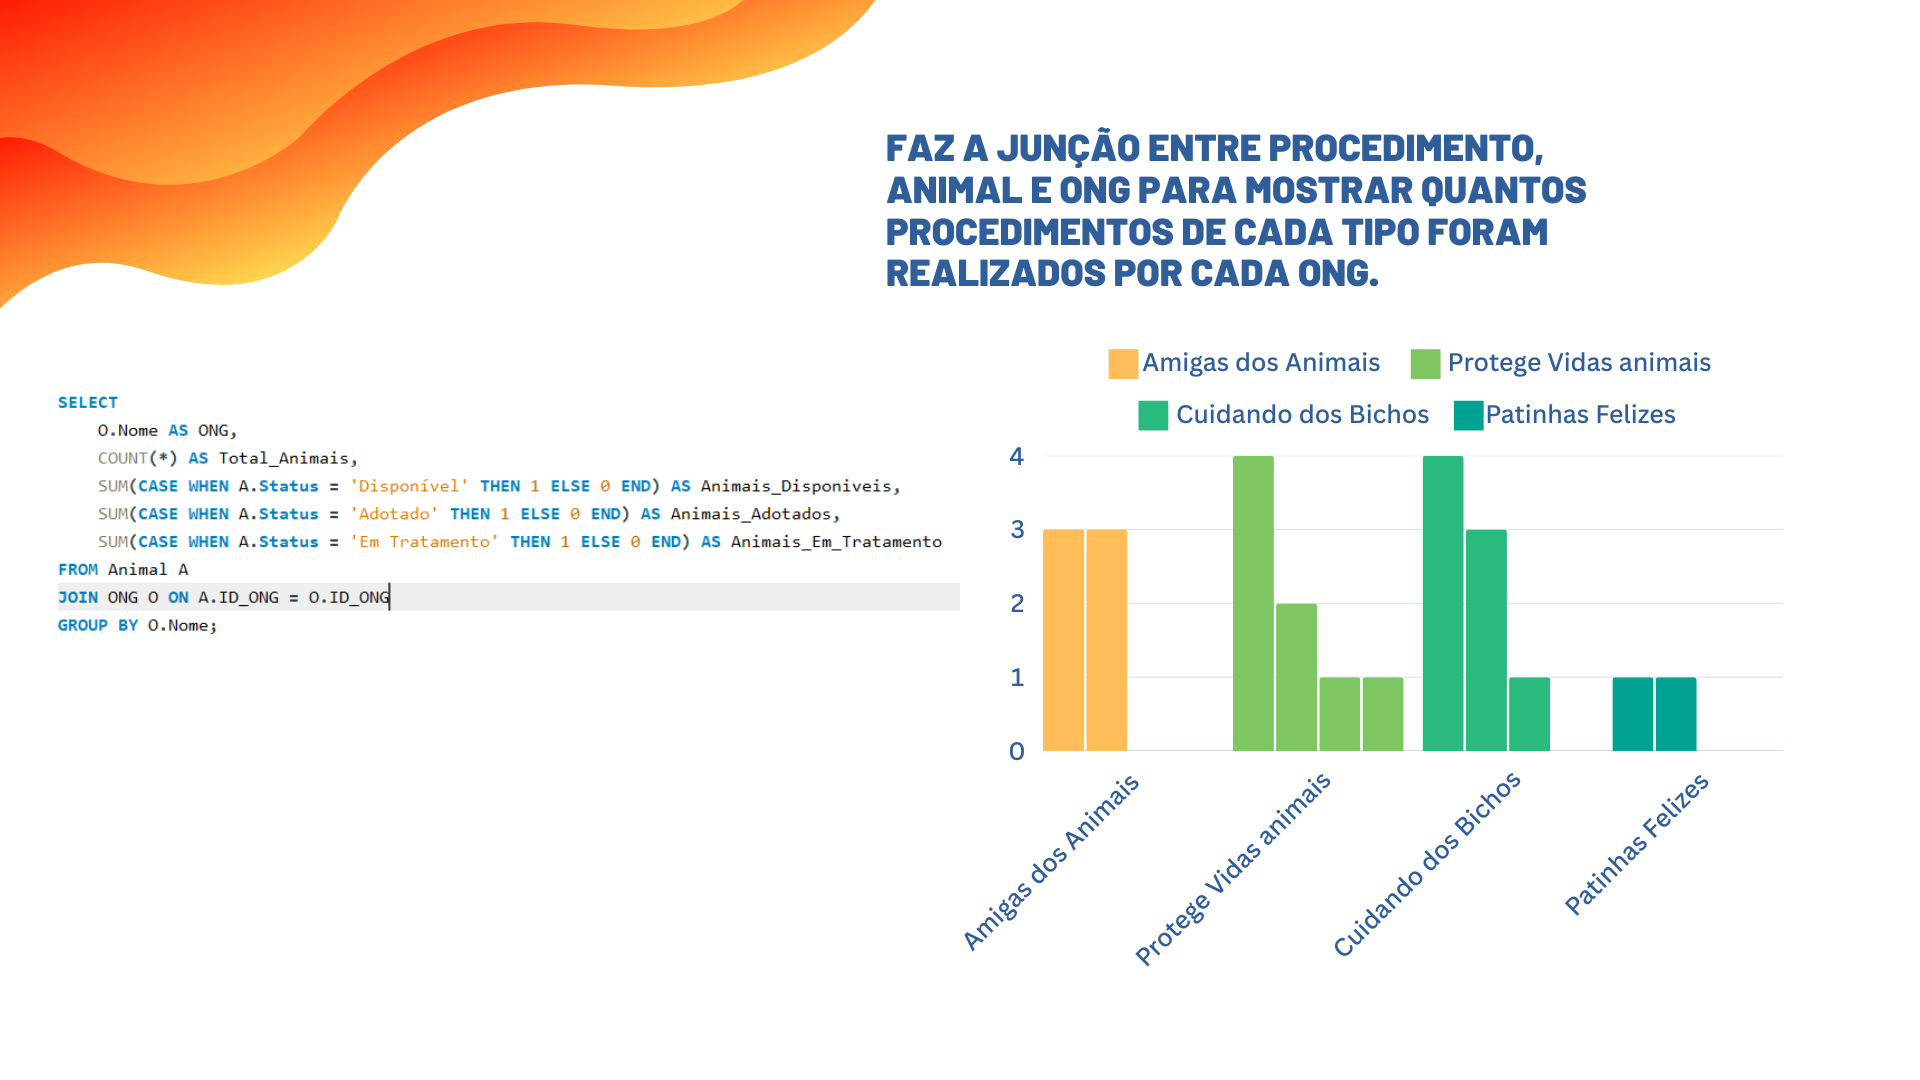 FAZ A JUNÇÃO ENTRE PROCEDIMENTO,
ANIMAL E ONG PARA MOSTRAR QUANTOS
PROCEDIMENTOS DE CADA TIPO FORAM
REALIZADOS POR CADA ONG.
SELECT
O.Nome AS ONG,
COUNT(*) AS Total_Animais,
SUM(CASE WHEN A.Status = 'Disponível' THEN 1 ELSE 0 END) AS Animais_Disponiveis,
SUM(CASE WHEN A.Status = 'Adotado' THEN 1 ELSE 0 END) AS Animais_Adotados,
SUM(CASE WHEN A.Status = 'Em Tratamento' THEN 1 ELSE 0 END) AS Animais_Em_Tratamento
FROM Animal A
JOIN ONG O ON A.ID_ONG = O.ID_ONG
GROUP BY O.Nome;
Amigas dos Animais Protege Vidas animais
Cuidando dos Bichos Patinhas Felizes
4
3
2
1
0
Amigas dos Animais
Protege Vidas animais
Cuidando dos Bichos
Patinhas Felizes